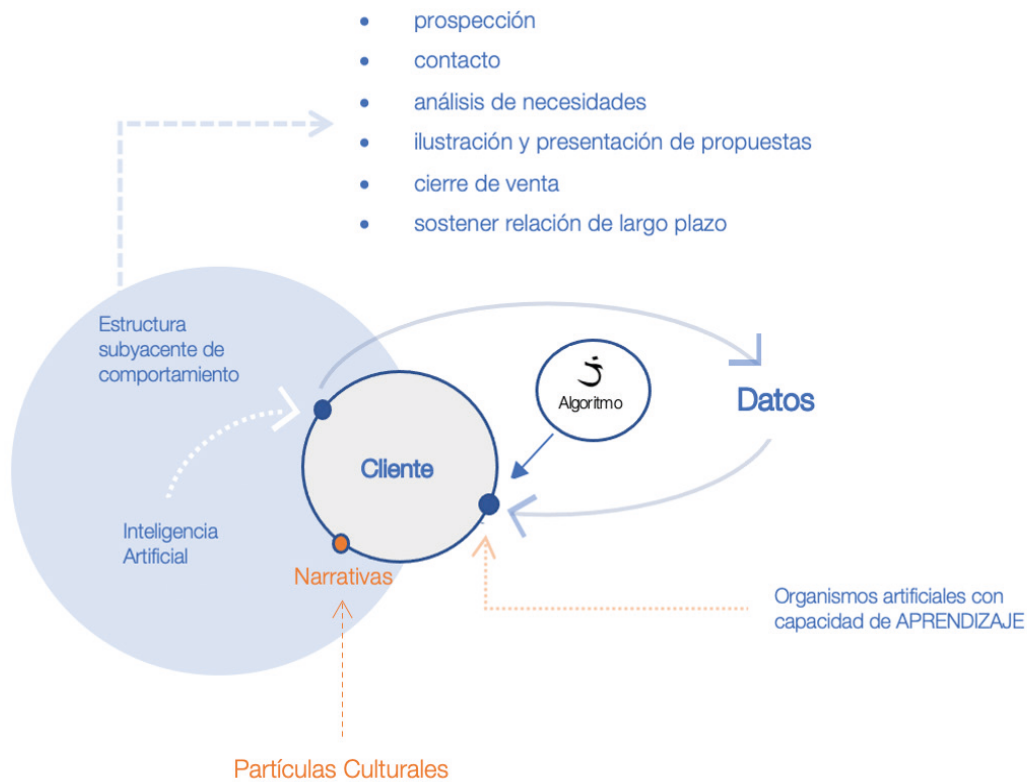 • prospección
• contacto
• análisis de necesidades
• ilustración y presentación de propuestas
• cierre de venta
• sostener relación de largo plazo
Estructura
subyacente de
comportamiento
Algoritmo
Datos
Cliente
Inteligencia
Artificial
Narrativas
Organismos artificiales con
capacidad de APRENDIZAJE
Partículas Culturales